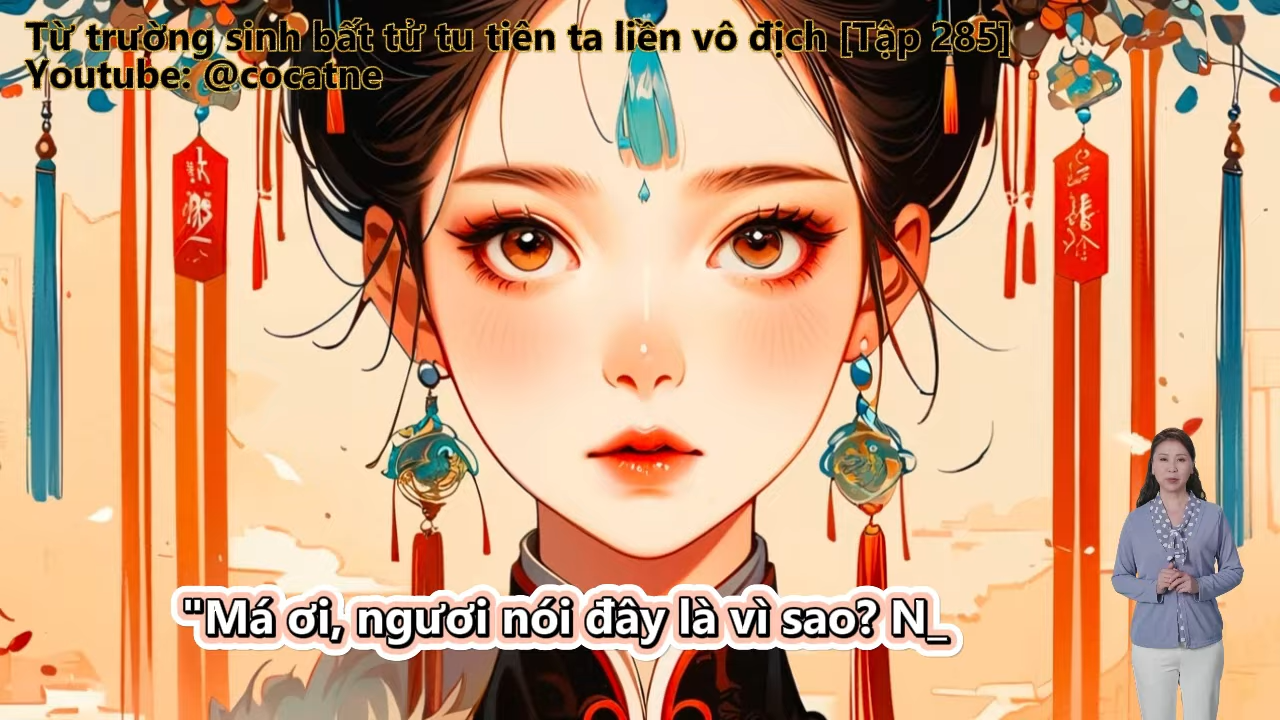 Từ trường sinh bất tử tu tiên ta liền vô địch [Tập 285]
Youtube: @cocatne
"Má ơi, ngươi nói đây là vì sao? N_